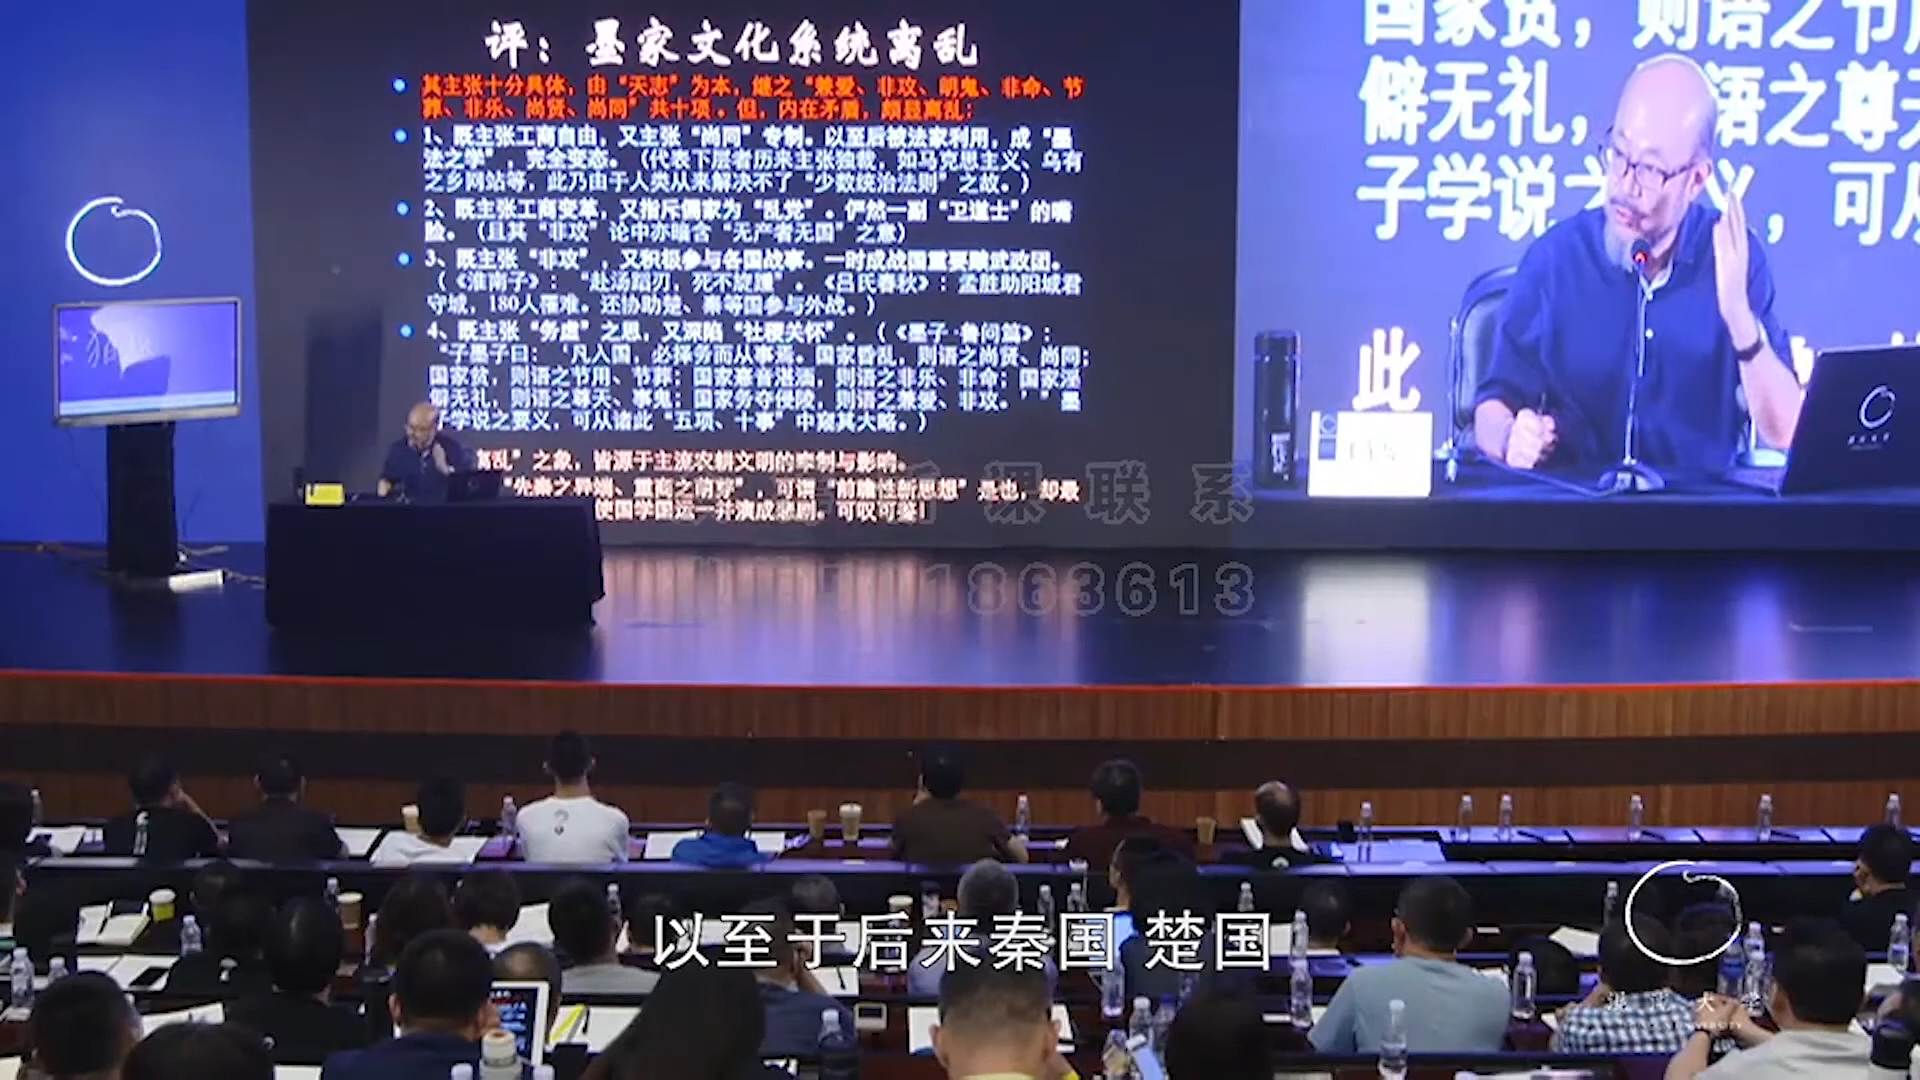 评：墨家文化系统离乱
其主张十分具体，由“天志”为本，继之“兼爱、非攻、明鬼、非命、节
葬、非乐、尚贤、尚同”共十项。但，内在矛盾，颇显离乱：
1、既主张工商自由，又主张“尚同”专制。以至后被法家利用，成“墨
法之学”，完全变态。（代表下层者历来主张独裁，如马克思主义、乌有
之乡网站等，此乃由于人类从来解决不了“少数统治法则”之故。）
2、既主张工商变革，又指斥儒家为“乱党”。俨然一副“卫道士”的嘴
脸。（且其“非攻”论中亦暗含“无产者无国”之意）
3、既主张“非攻”，又积极参与各国战事。一时成战国重要黩武政团。
（《淮南子》：“赴汤蹈刃，死不旋踵”。《吕氏春秋》：孟胜助阳城君
守城，180人罹难。还协助楚、秦等国参与外战。）
4、既主张“务虚”之思，又深陷“社稷关怀”。（《墨子·鲁问篇》：
“子墨子曰：‘凡入国，必择务而从事焉。国家昏乱，则语之尚贤、尚同；
国家贫，则语之节用、节葬；国家憙音湛湎，则语之非乐、非命；国家淫
僻无礼，则语之尊天、事鬼；国家务夺侵陵，则语之兼爱、非攻。’”墨
子学说之要义，可从诸此“五项、十事”中窥其大略。）
离乱”之象，皆源于主流农耕文明的牵制与影响。
“先秦之异端、重商之萌芽”，可谓“前瞻性新思想”是也，却最
使国学国运一并演成悲剧。可叹可鉴！
国家贫，则语之节
僻无礼，语之尊天
子学说之义，可从
此
课联系
1863613
以至于后来秦国 楚国